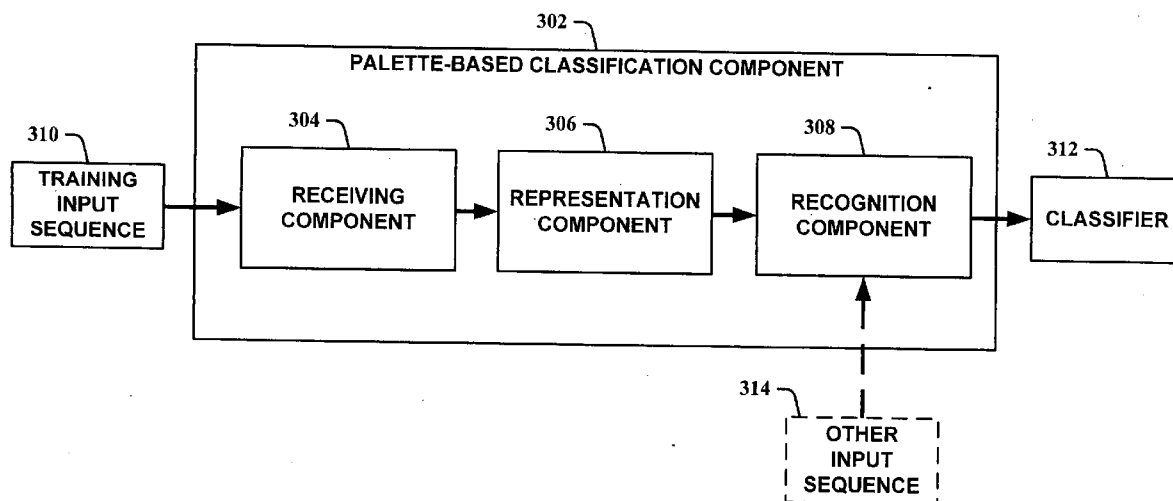 302
PALETTE-BASED CLASSIFICATION COMPONENT
310
TRAINING
INPUT
SEQUENCE
304
RECEIVING
COMPONENT
306
REPRESENTATION
COMPONENT
308
RECOGNITION
COMPONENT
312
CLASSIFIER
314
OTHER
INPUT
SEQUENCE